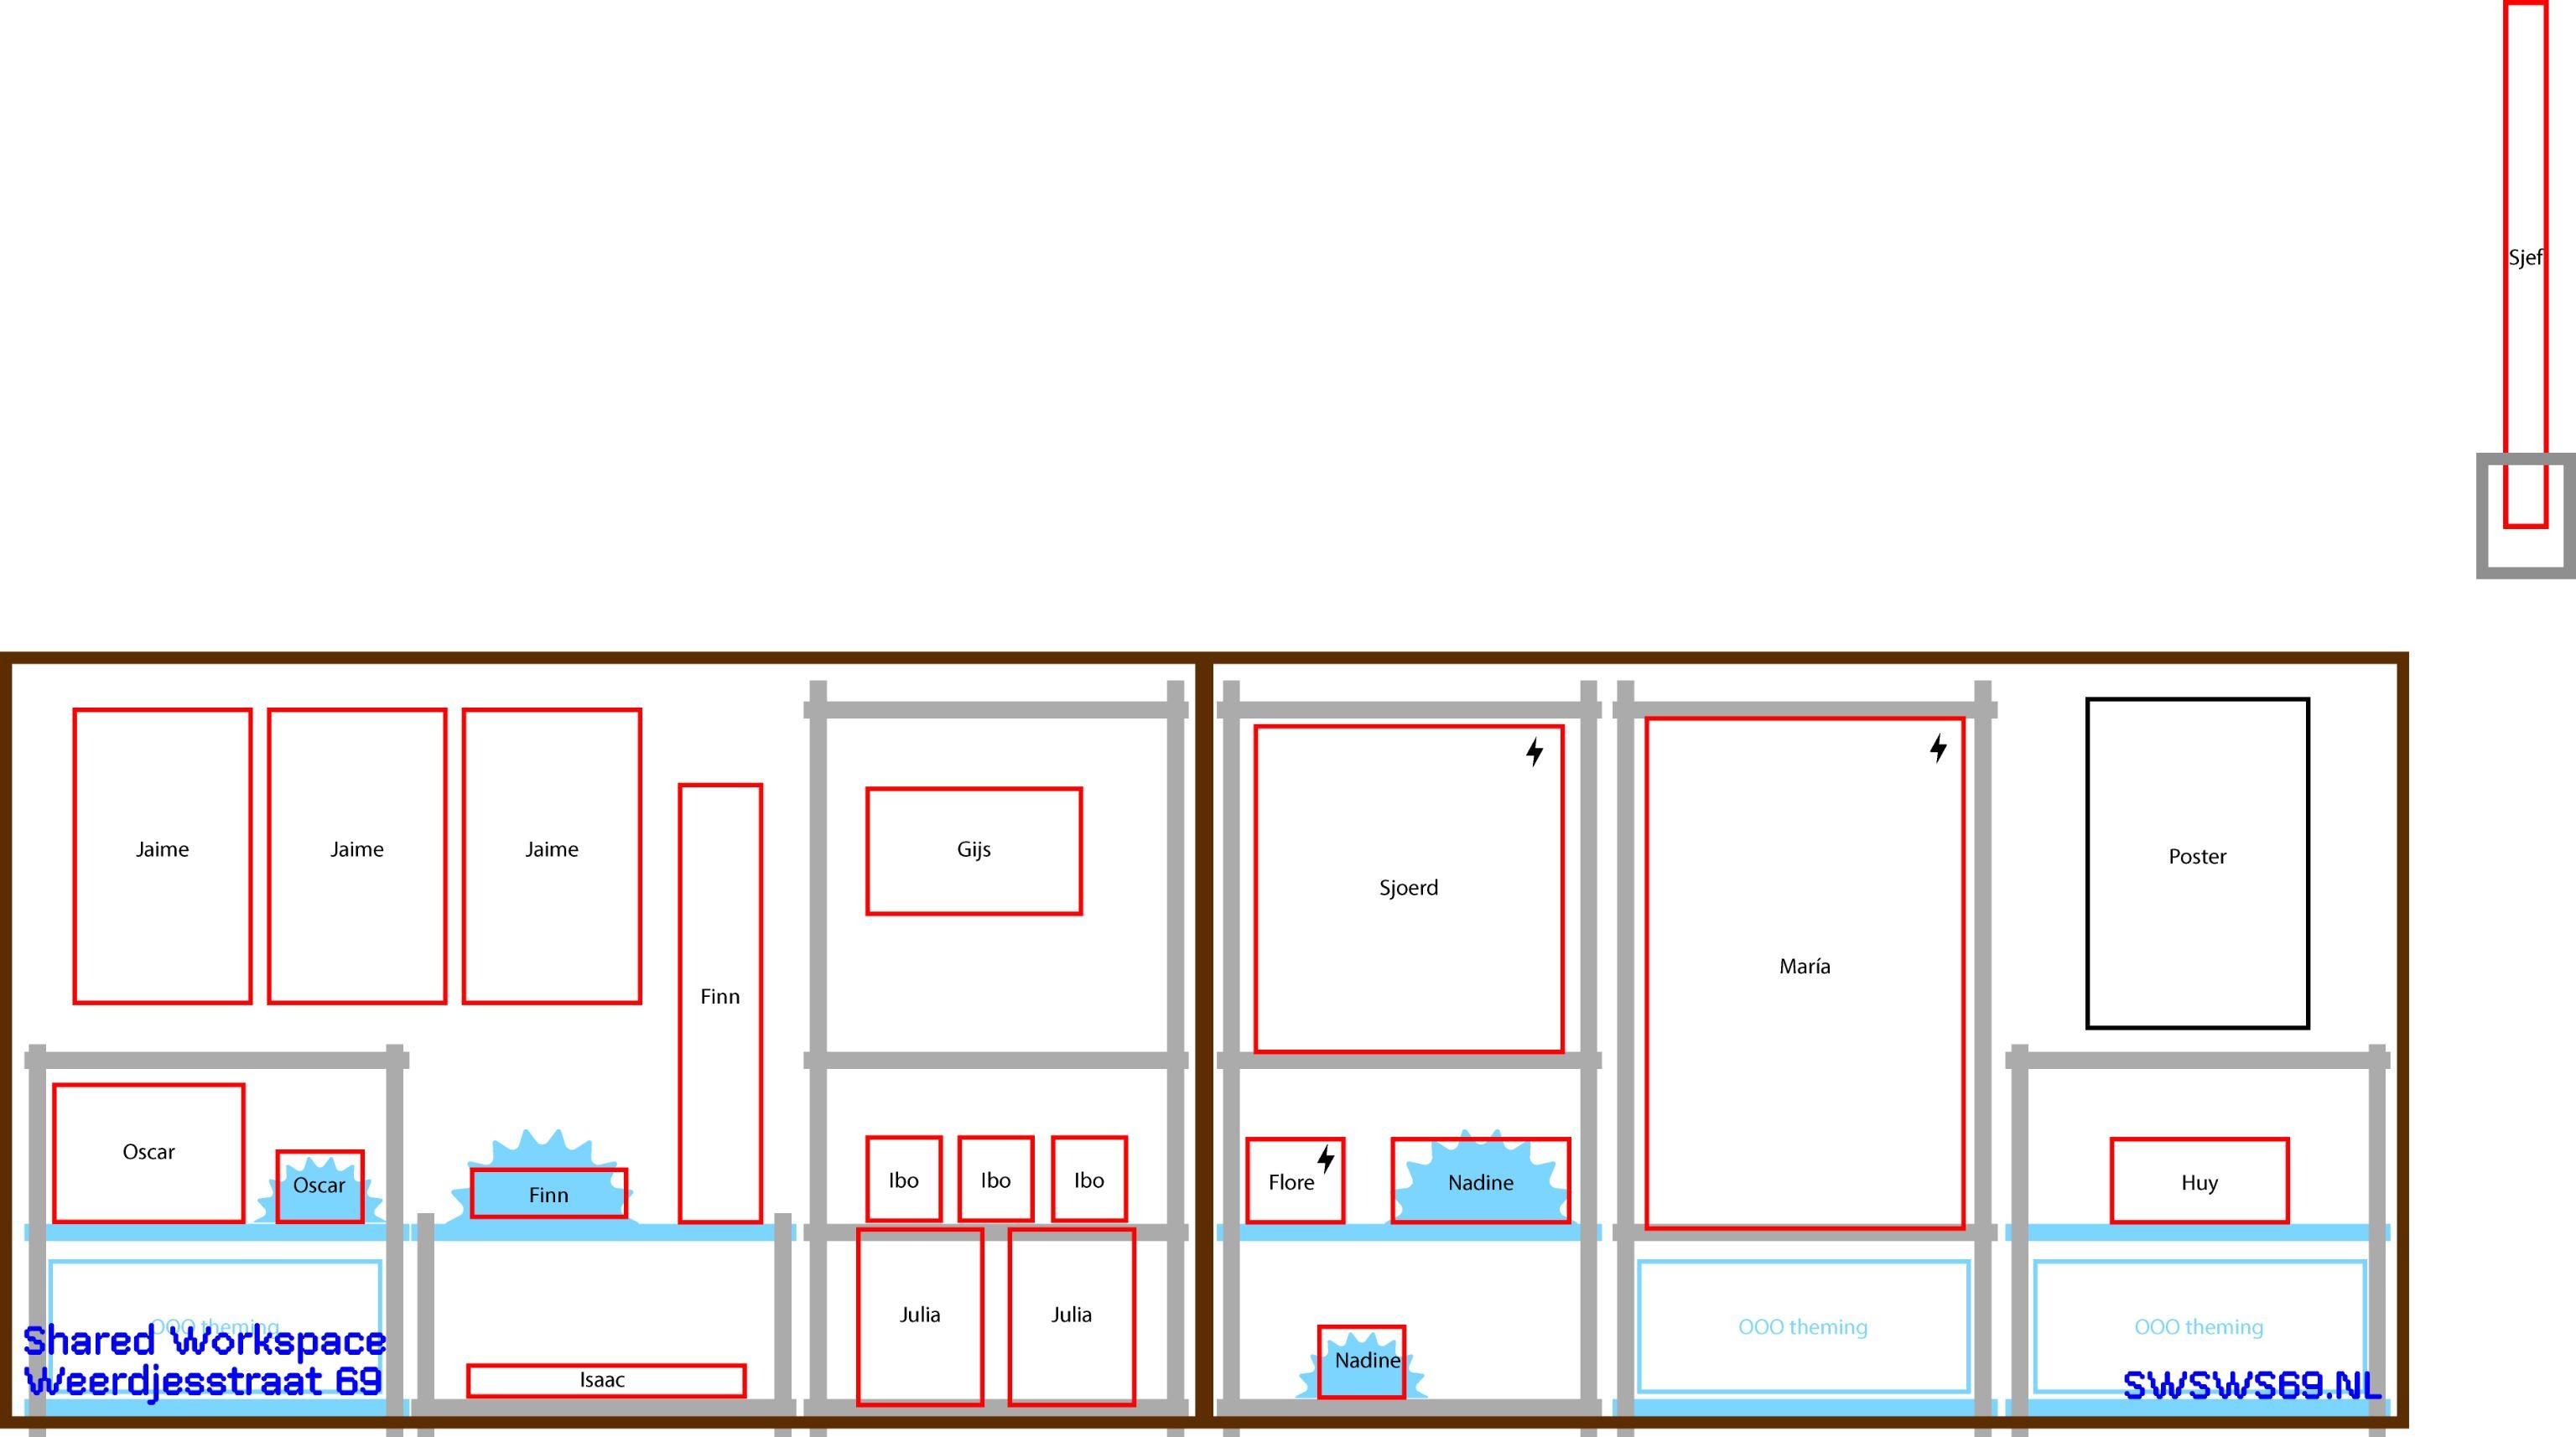 Sjef
Jaime
Jaime
Jaime
Finn
Gijs
Sjoerd
María
Poster
Oscar
Oscar
Finn
Ibo
Ibo
Ibo
Flore
Nadine
Huy
Julia
Julia
Isaac
Nadine
OOO theming
OOO theming
OOO theming
Shared Workspace
Weerdjesstraat 69
SWSWS69.NL